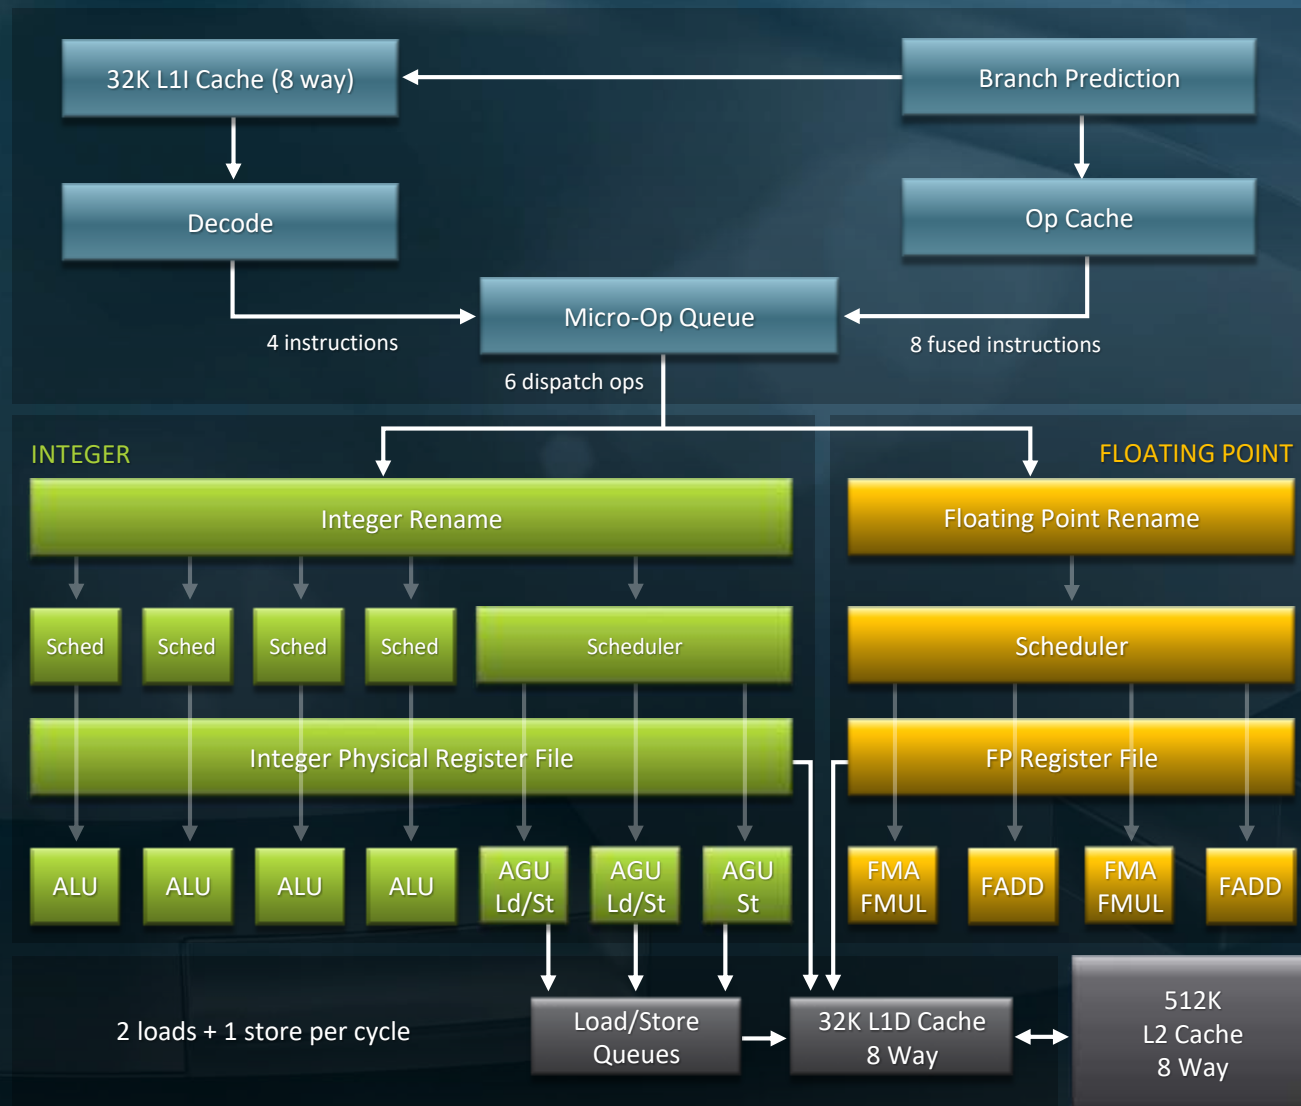 32K L1I Cache (8 way)
Branch Prediction
Decode
Op Cache
Micro-Op Queue
4 instructions
8 fused instructions
6 dispatch ops
INTEGER
FLOATING POINT
Integer Rename
Floating Point Rename
Sched
Sched
Sched
Sched
Scheduler
Scheduler
Integer Physical Register File
FP Register File
ALU
ALU
ALU
ALU
AGU
Ld/St
AGU
Ld/St
AGU
St
FMA
FMUL
FADD
FMA
FMUL
FADD
2 loads + 1 store per cycle
Load/Store
Queues
32K L1D Cache
8 Way
512K
L2 Cache
8 Way